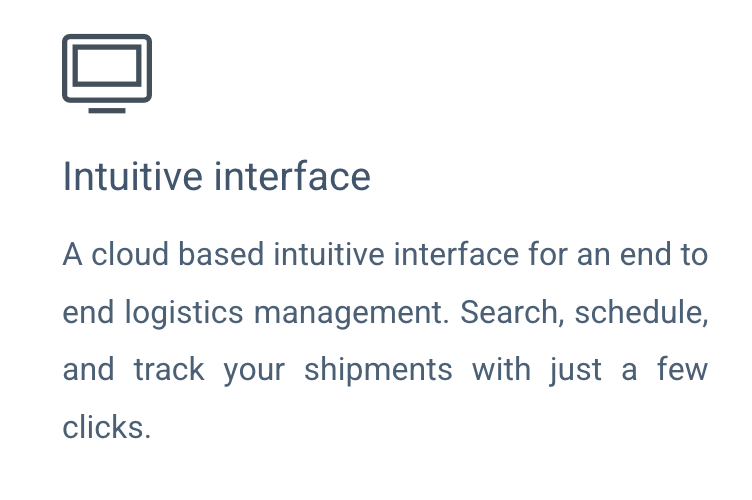 Intuitive interface
A cloud based intuitive interface for an end to
end logistics management. Search, schedule,
and track your shipments with just a few
clicks.